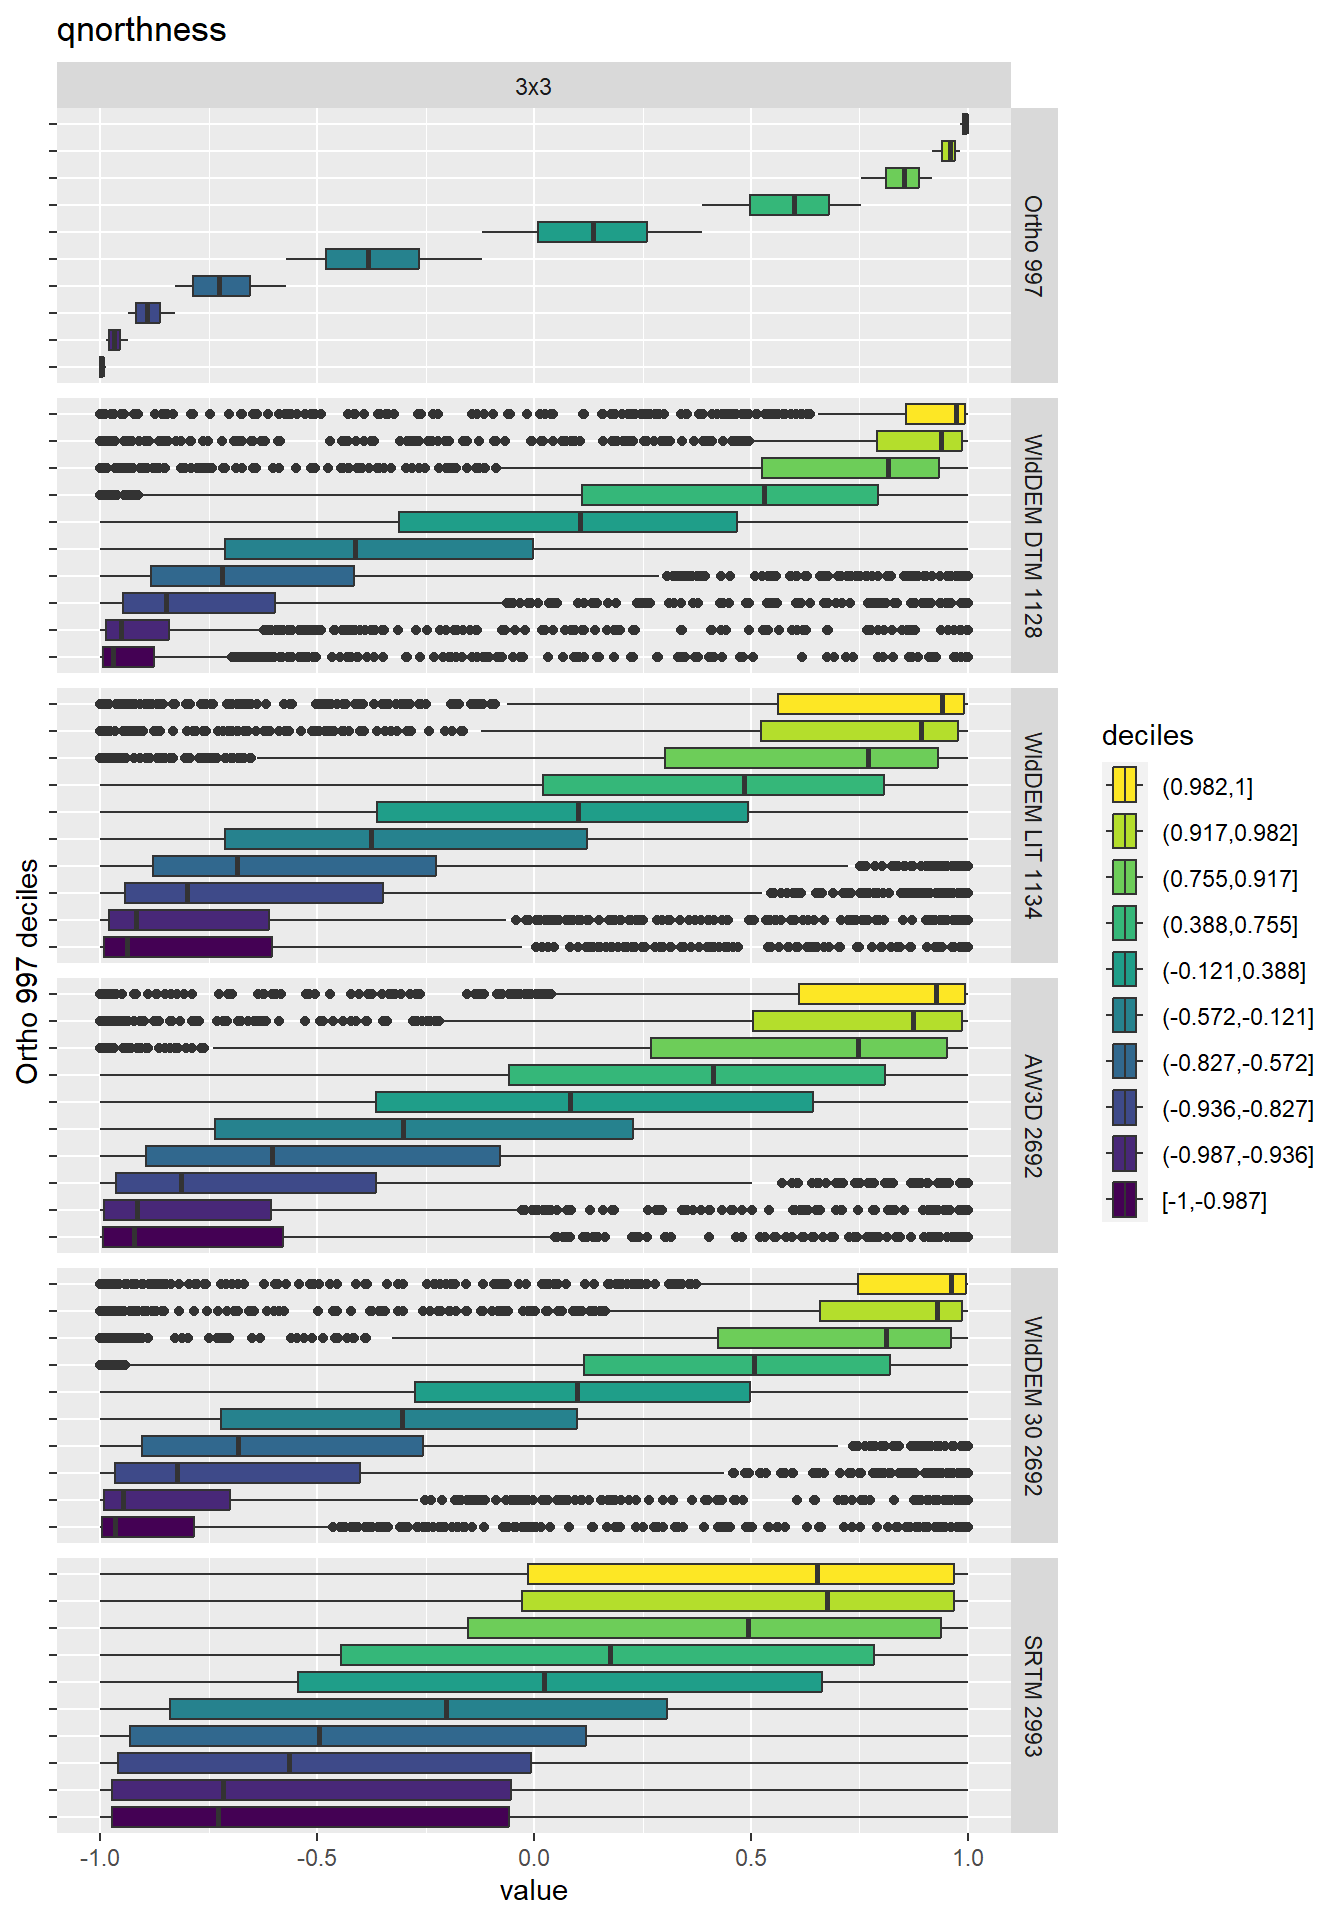 qnorthness
3x3
Ortho 997
WldDEM DTM 1128
WldDEM LIT 1134
AW3D 2692
WldDEM 30 2692
SRTM 2993
Ortho 997 deciles
-1.0
-0.5
0.0
0.5
1.0
value
deciles
(0.982,1]
(0.917,0.982]
(0.755,0.917]
(0.388,0.755]
(-0.121,0.388]
(-0.572,-0.121]
(-0.827,-0.572]
(-0.936,-0.827]
(-0.987,-0.936]
[-1,-0.987]